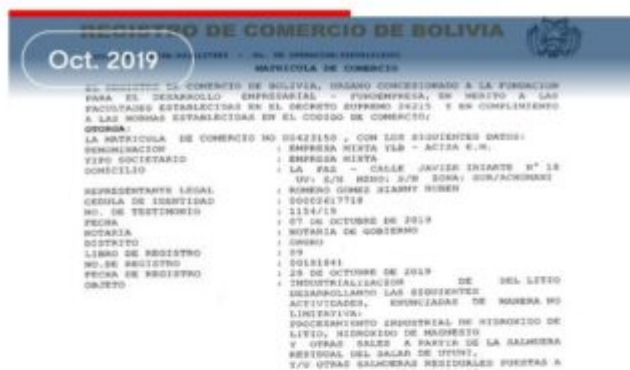 REGISTRO DE COMERCIO DE BOLIVIA
Oct. 2019
MATRICULA DE COMERCIO
EL REGISTRO DE COMERCIO DE BOLIVIA, ORGANO CONCESIONADO A LA FUNDACION
PARA EL DESARROLLO EMPRESARIAL - FUNDEMPRESA, EN MERITO A LAS
FACULTADES ESTABLECIDAS EN EL DECRETO SUPREMO 26215 Y EN CUMPLIMIENTO
A LAS NORMAS ESTABLECIDAS EN EL CODIGO DE COMERCIO;
OTORGA:
LA MATRICULA DE COMERCIO NO 00423150 , CON LOS SIGUIENTES DATOS:
DENOMINACION : EMPRESA MIXTA YLB - ACISA E.M.
TIPO SOCIETARIO : EMPRESA MIXTA
DOMICILIO : LA PAZ - CALLE JAVIER IRIARTE N° 18
UV: S/N MZNO: S/N ZONA: SUR/ACHUMANI
REPRESENTANTE LEGAL : ROMERO GOMEZ HIANNY RUBEN
CEDULA DE IDENTIDAD : 00002617718
NO. DE TESTIMONIO : 1154/19
FECHA : 07 DE OCTUBRE DE 2019
NOTARIA : NOTARIA DE GOBIERNO
DISTRITO : ORURO
LIBRO DE REGISTRO : 09
NO.DE REGISTRO : 00181841
FECHA DE REGISTRO : 28 DE OCTUBRE DE 2019
OBJETO : INDUSTRIALIZACION DE DEL LITIO
DESARROLLANDO LAS SIGUIENTES
ACTIVIDADES, ENUNCIADAS DE MANERA NO
LIMITATIVA:
PROCESAMIENTO INDUSTRIAL DE HIDROXIDO DE
LITIO, HIDROXIDO DE MAGNESIO
Y OTRAS SALES A PARTIR DE LA SALMUERA
RESIDUAL DEL SALAR DE UYUNI,
Y/U OTRAS SALMUERAS RESIDUALES PUESTAS A